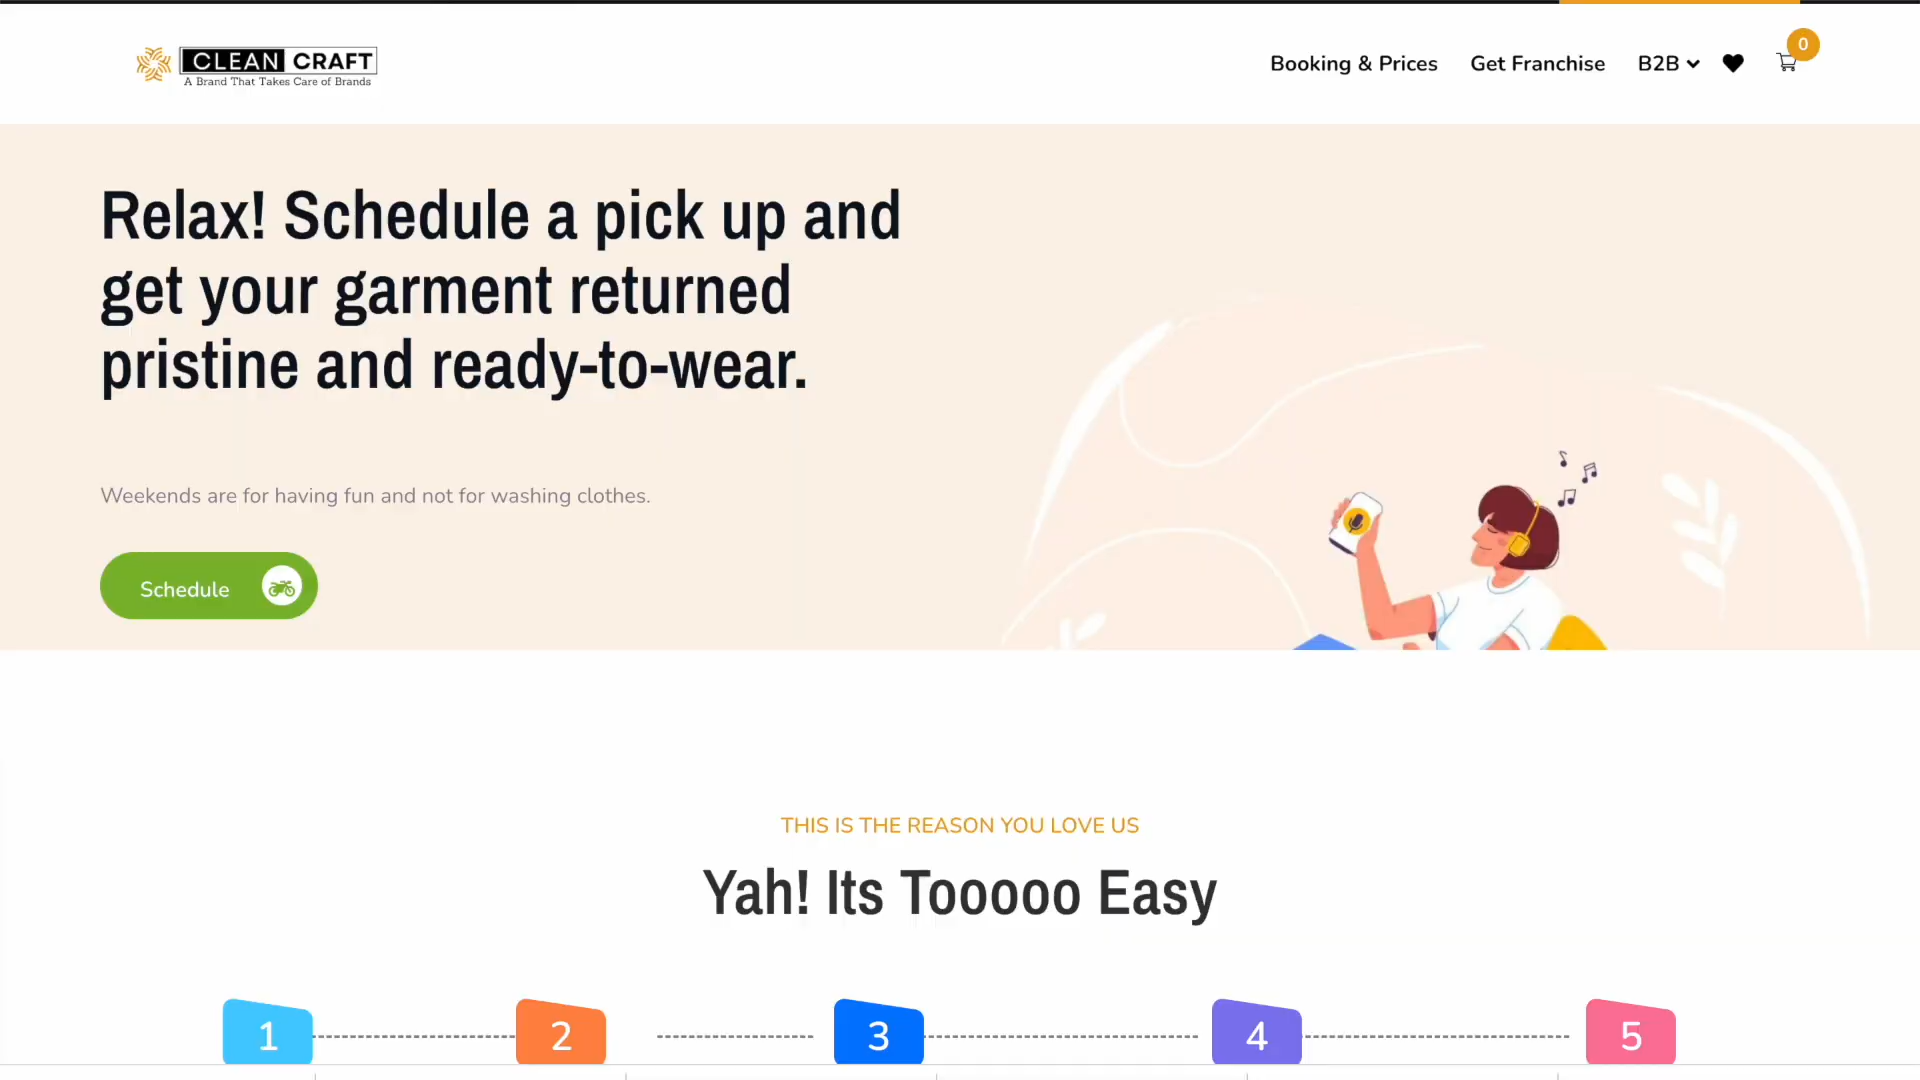 CLEAN CRAFT
A Brand That Takes Care of Brands
Booking & Prices
Get Franchise
B2B
0
Relax! Schedule a pick up and
get your garment returned
pristine and ready-to-wear.
Weekends are for having fun and not for washing clothes.
Schedule
THIS IS THE REASON YOU LOVE US
Yah! Its Tooooo Easy
1
2
3
4
5